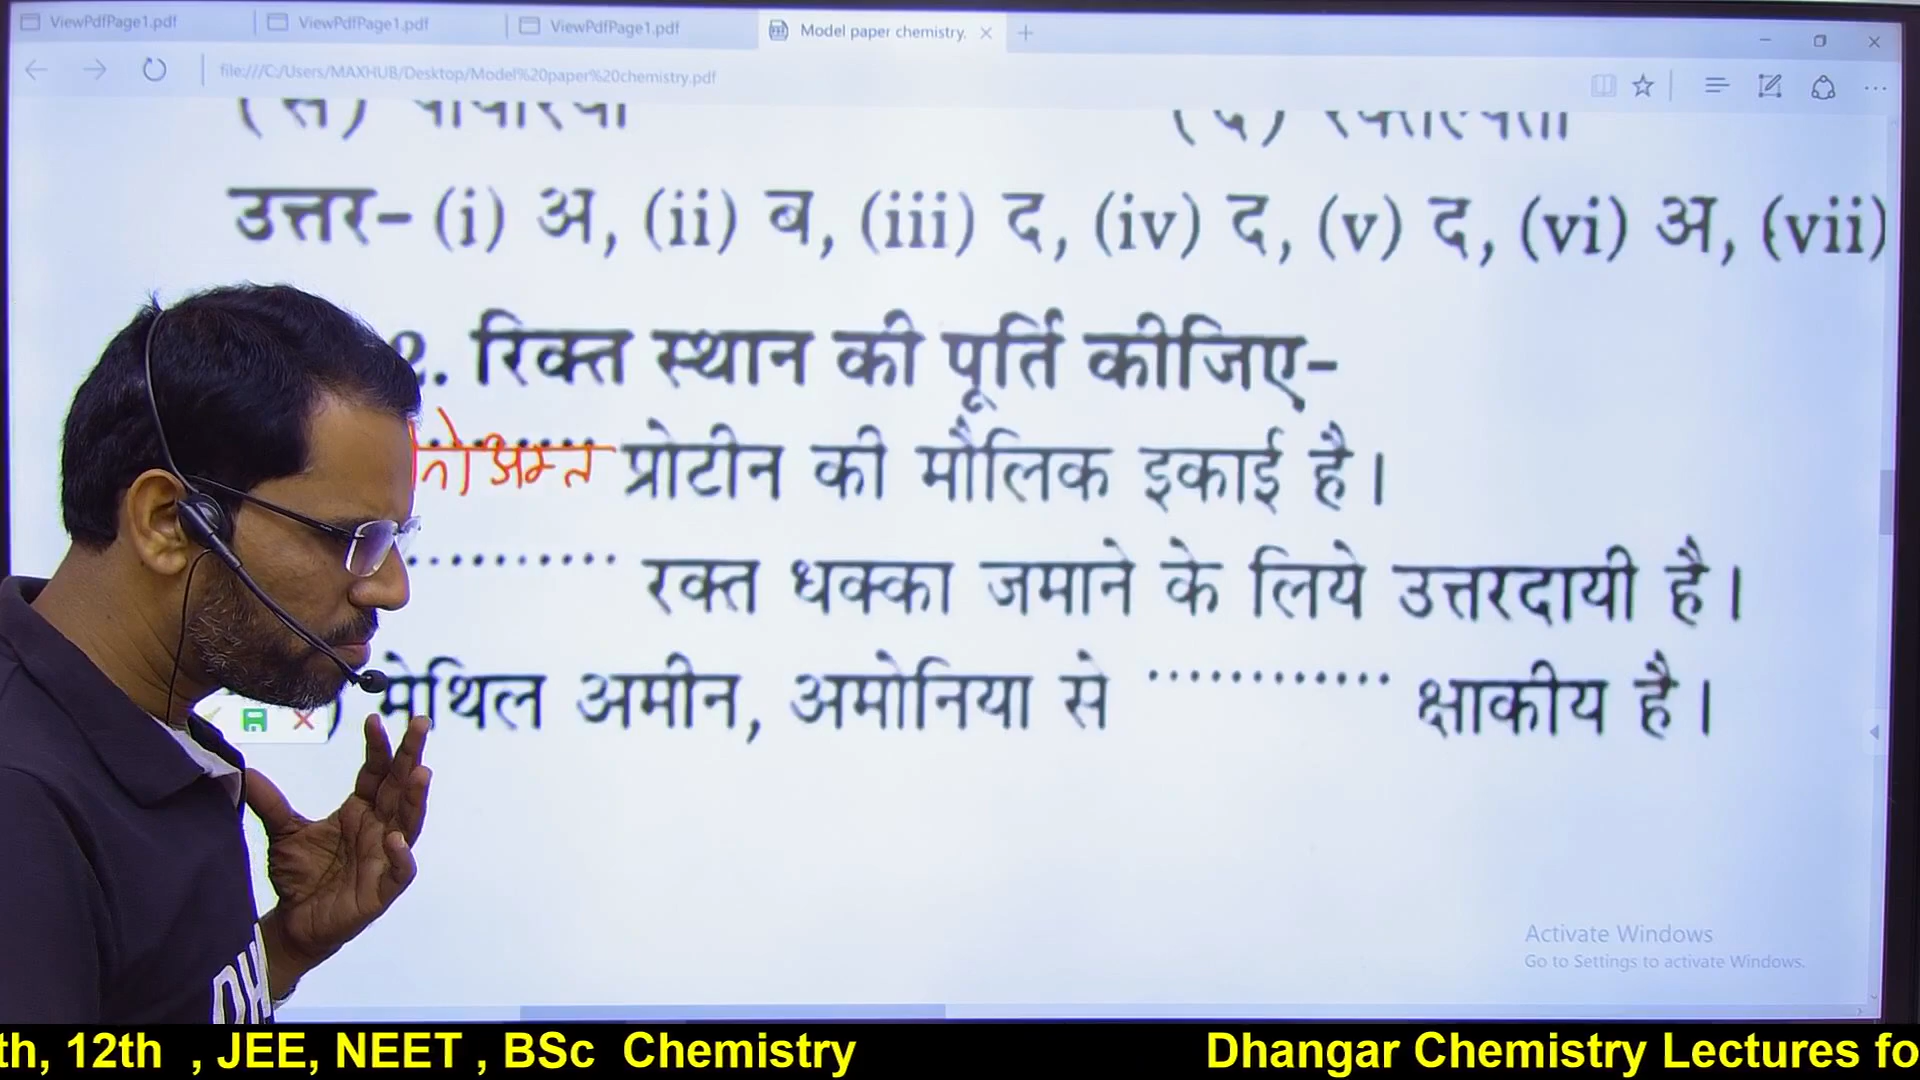 ViewPdfPage1.pdf ViewPdfPage1.pdf ViewPdfPage1.pdf Model paper chemistry.
file:///C:/Users/MAXHUB/Desktop/Model%20paper%20chemistry.pdf
उत्तर- (i) अ, (ii) ब, (iii) द, (iv) द, (v) द, (vi) अ, (vii)
रिक्त स्थान की पूर्ति कीजिए-
प्रोटीन की मौलिक इकाई है।
............ रक्त धक्का जमाने के लिये उत्तरदायी है।
मेथिल अमीन, अमोनिया से ............ क्षाकीय है।
Activate Windows
Go to Settings to activate Windows.
th, 12th , JEE, NEET , BSc Chemistry Dhangar Chemistry Lectures fo